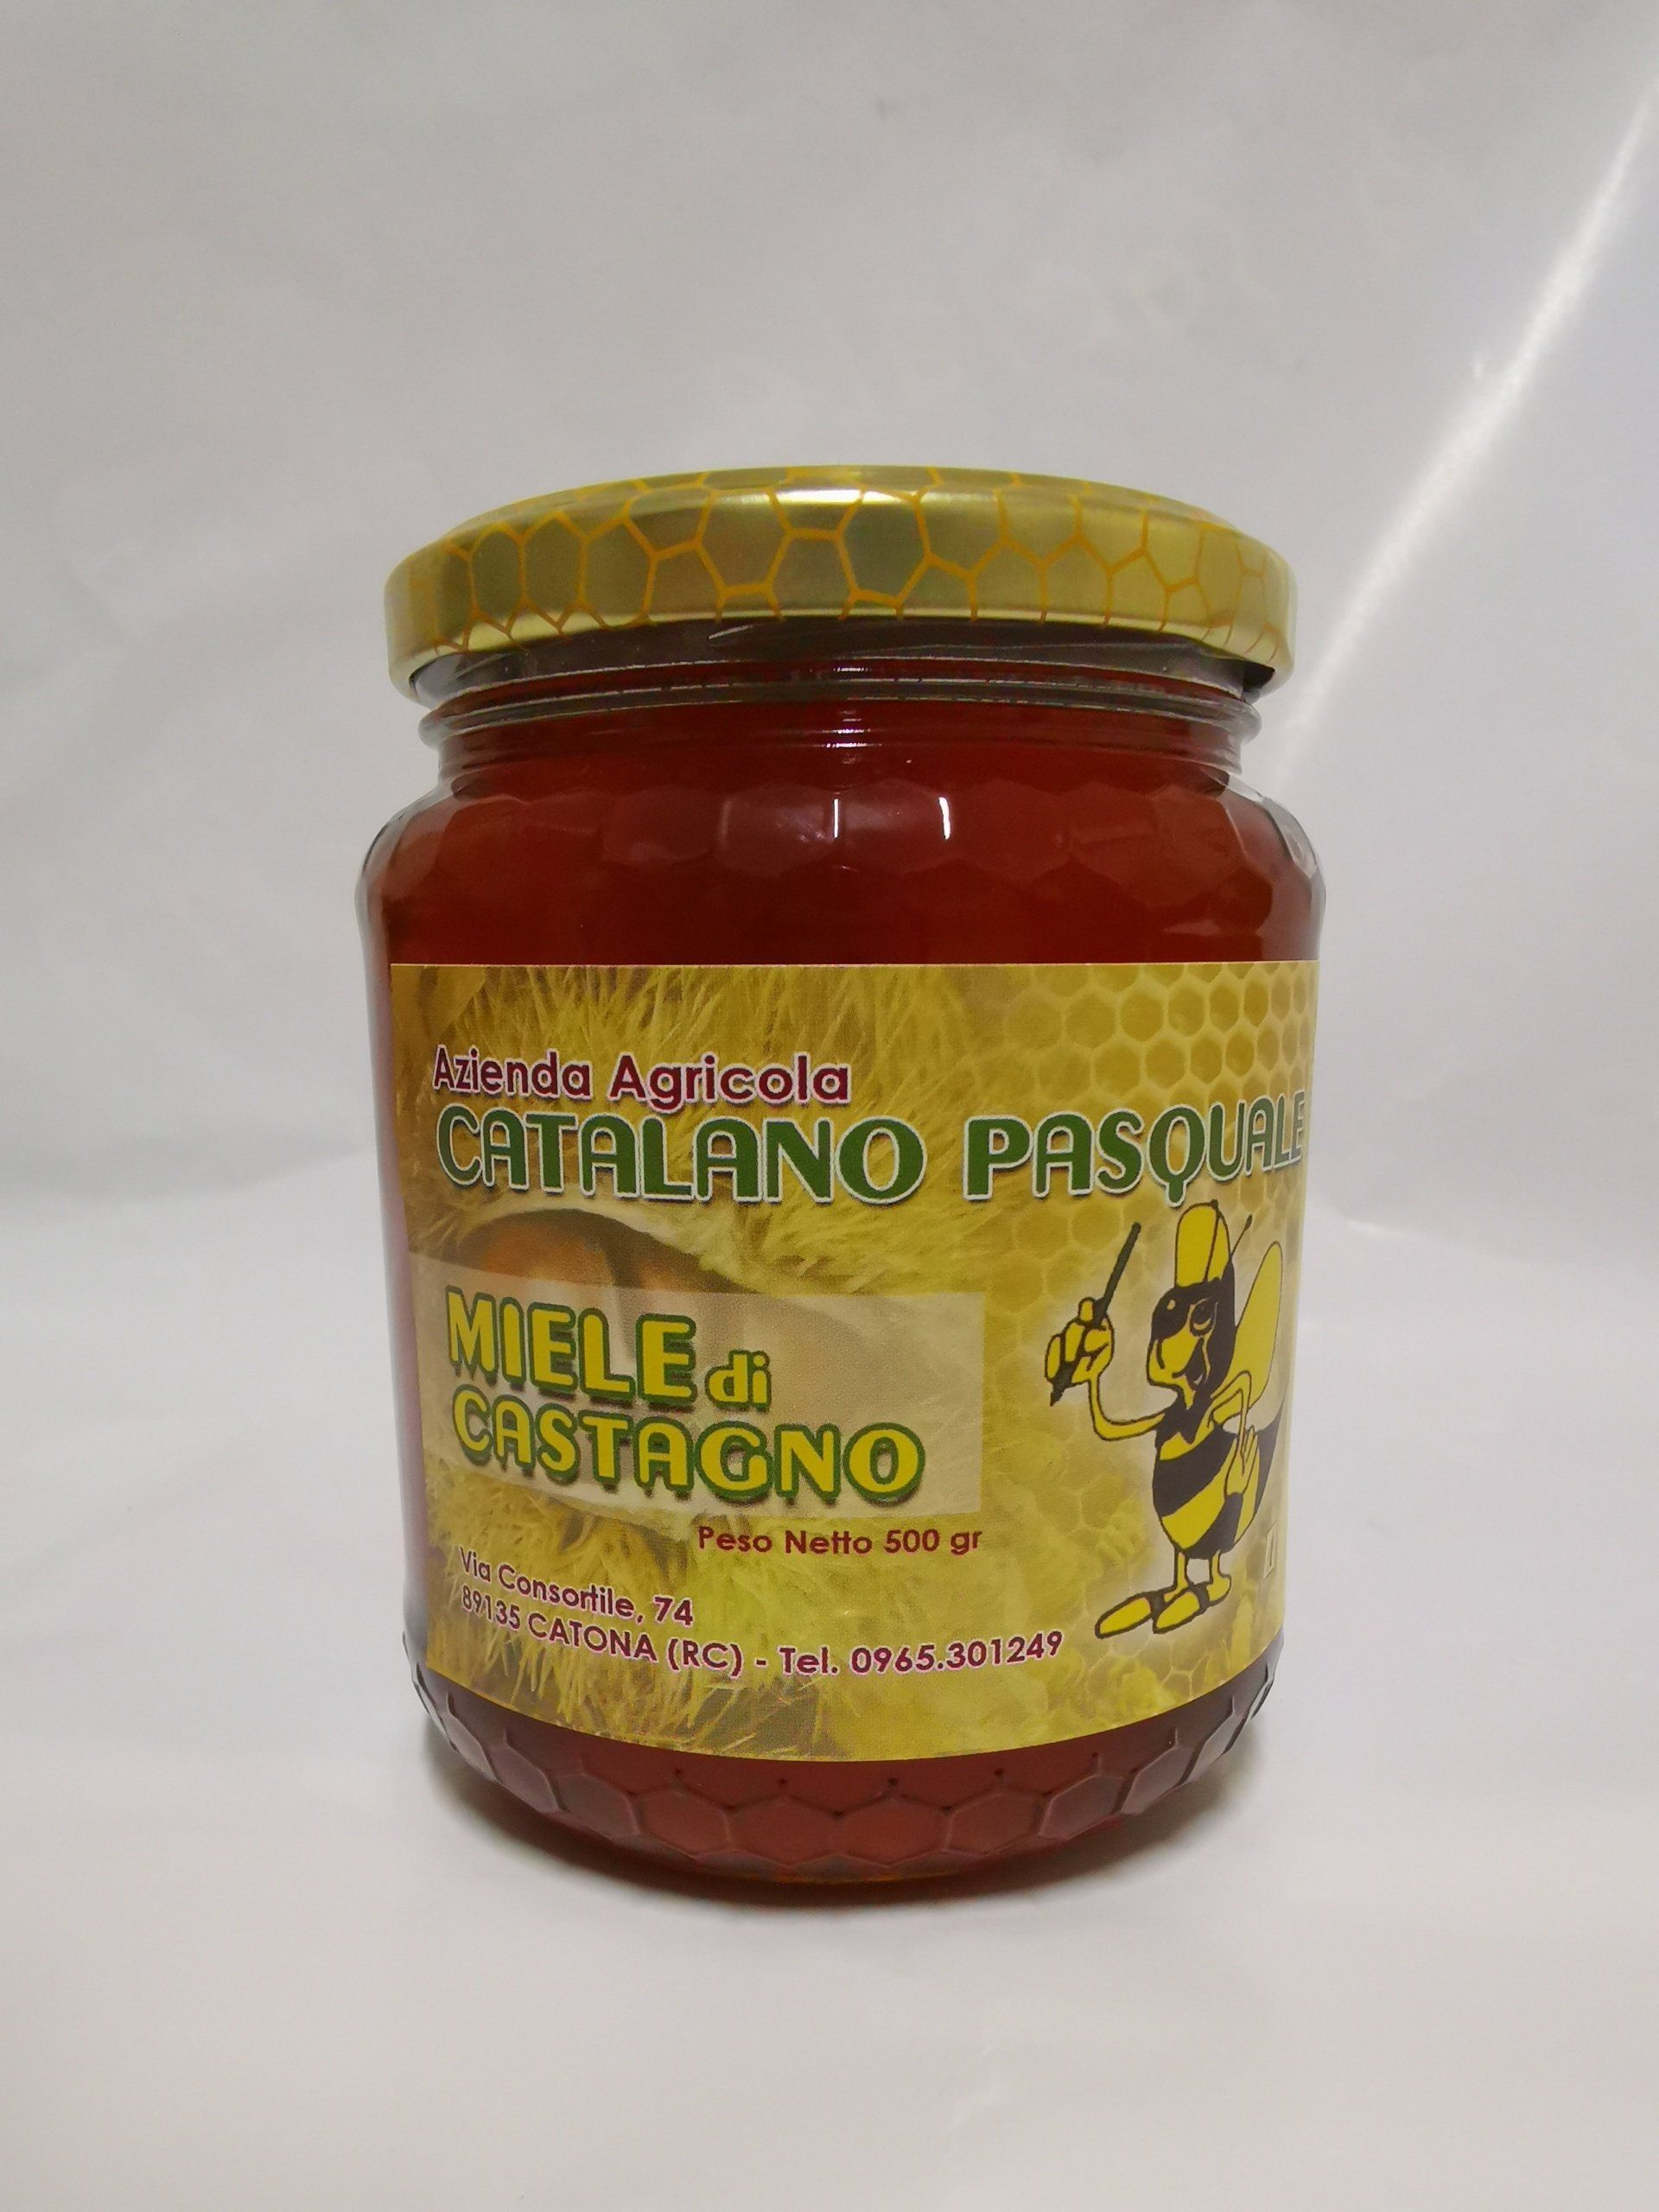 Azienda Agricola
CATALANO PASQUALE
MIELE di
CASTAGNO
Peso Netto 500 gr
Via Consortile, 74
89135 CATONA (RC) - Tel. 0965.301249